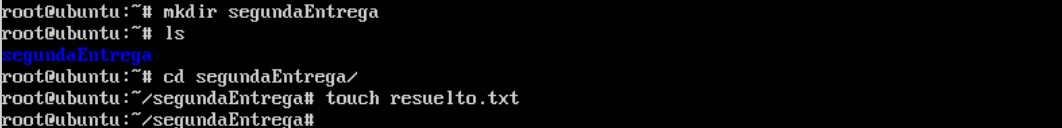 root@ubuntu:~# mkdir segundaEntrega
root@ubuntu:~# ls
segundaEntrega
root@ubuntu:~# cd segundaEntrega/
root@ubuntu:~/segundaEntrega# touch resuelto.txt
root@ubuntu:~/segundaEntrega#